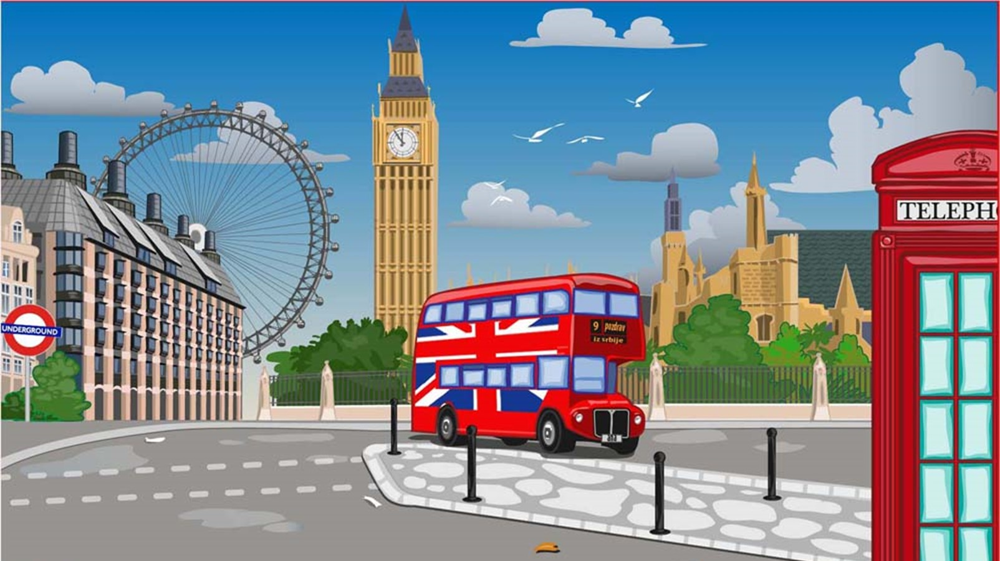 UNDERGROUND
9 pozdrav
iz srbije
TELEPH